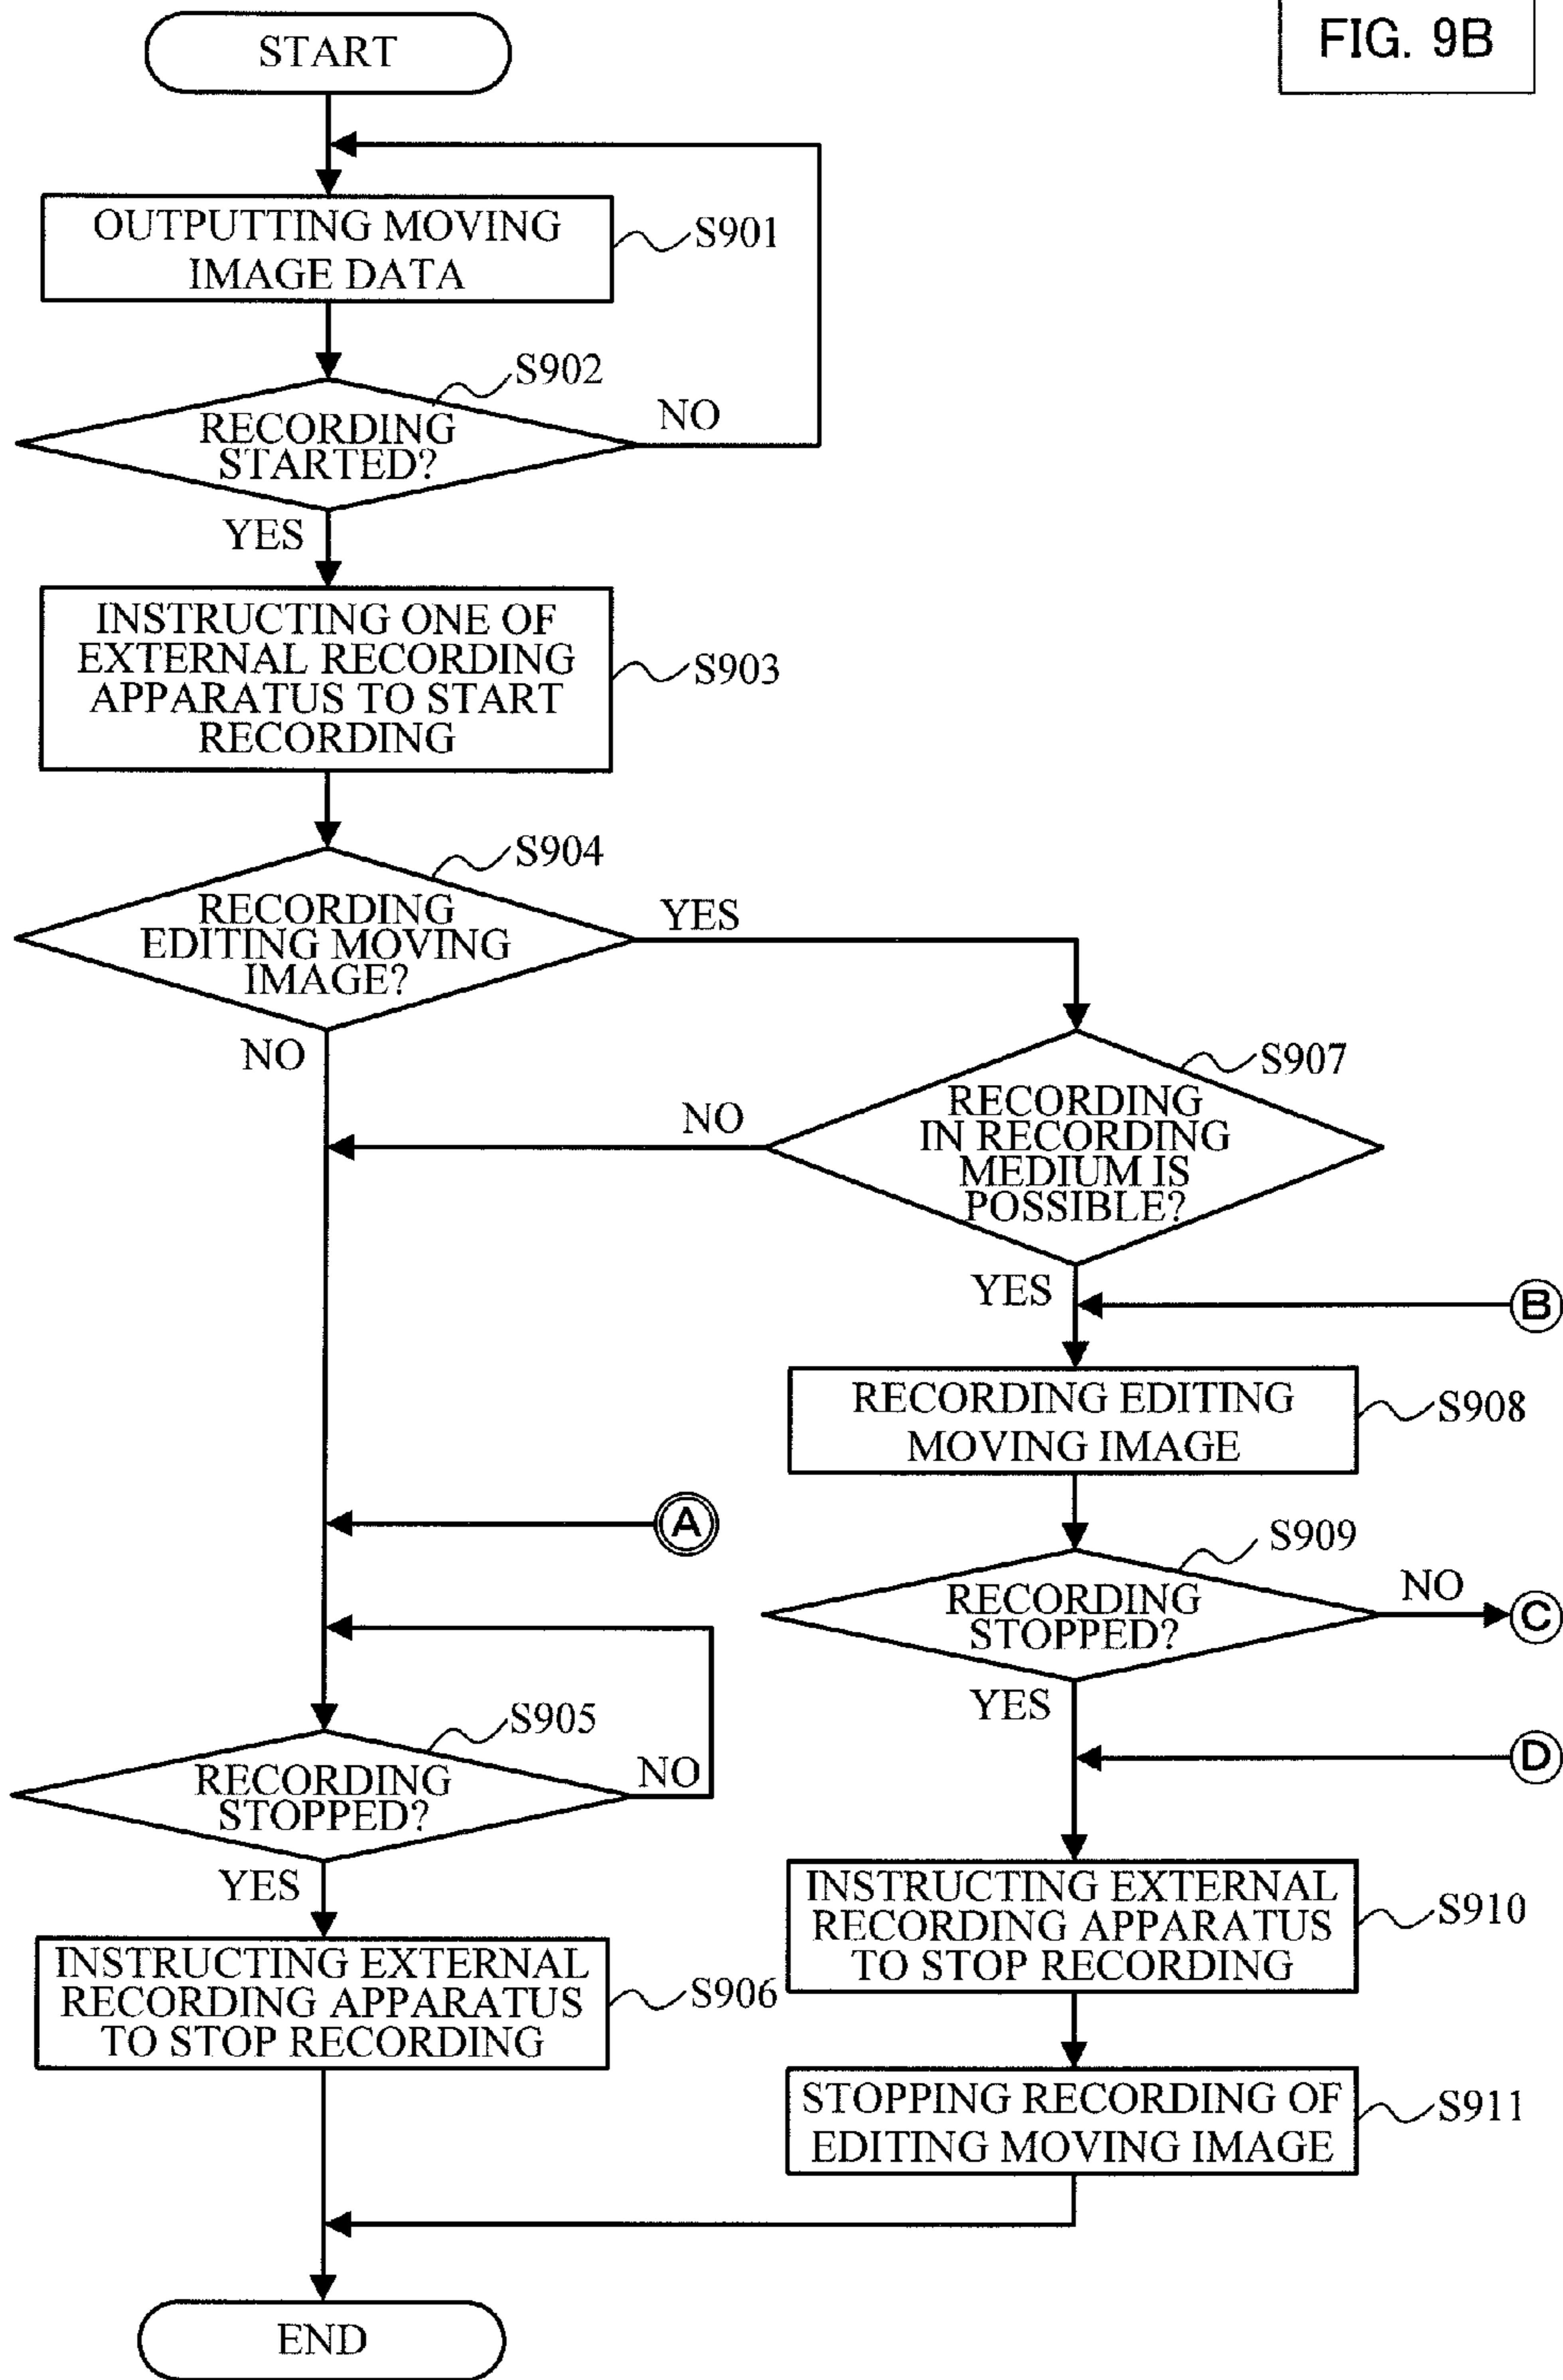 FIG. 9B
START
OUTPUTTING MOVING
IMAGE DATA
S901
S902
RECORDING
STARTED?
NO
YES
INSTRUCTING ONE OF
EXTERNAL RECORDING
APPARATUS TO START
RECORDING
S903
S904
RECORDING
EDITING MOVING
IMAGE?
YES
NO
S907
RECORDING
IN RECORDING
MEDIUM IS
POSSIBLE?
NO
YES
B
RECORDING EDITING
MOVING IMAGE
S908
A
S909
RECORDING
STOPPED?
NO
C
YES
D
S905
RECORDING
STOPPED?
NO
YES
INSTRUCTING EXTERNAL
RECORDING APPARATUS
TO STOP RECORDING
S906
INSTRUCTING EXTERNAL
RECORDING APPARATUS
TO STOP RECORDING
S910
STOPPING RECORDING OF
EDITING MOVING IMAGE
S911
END